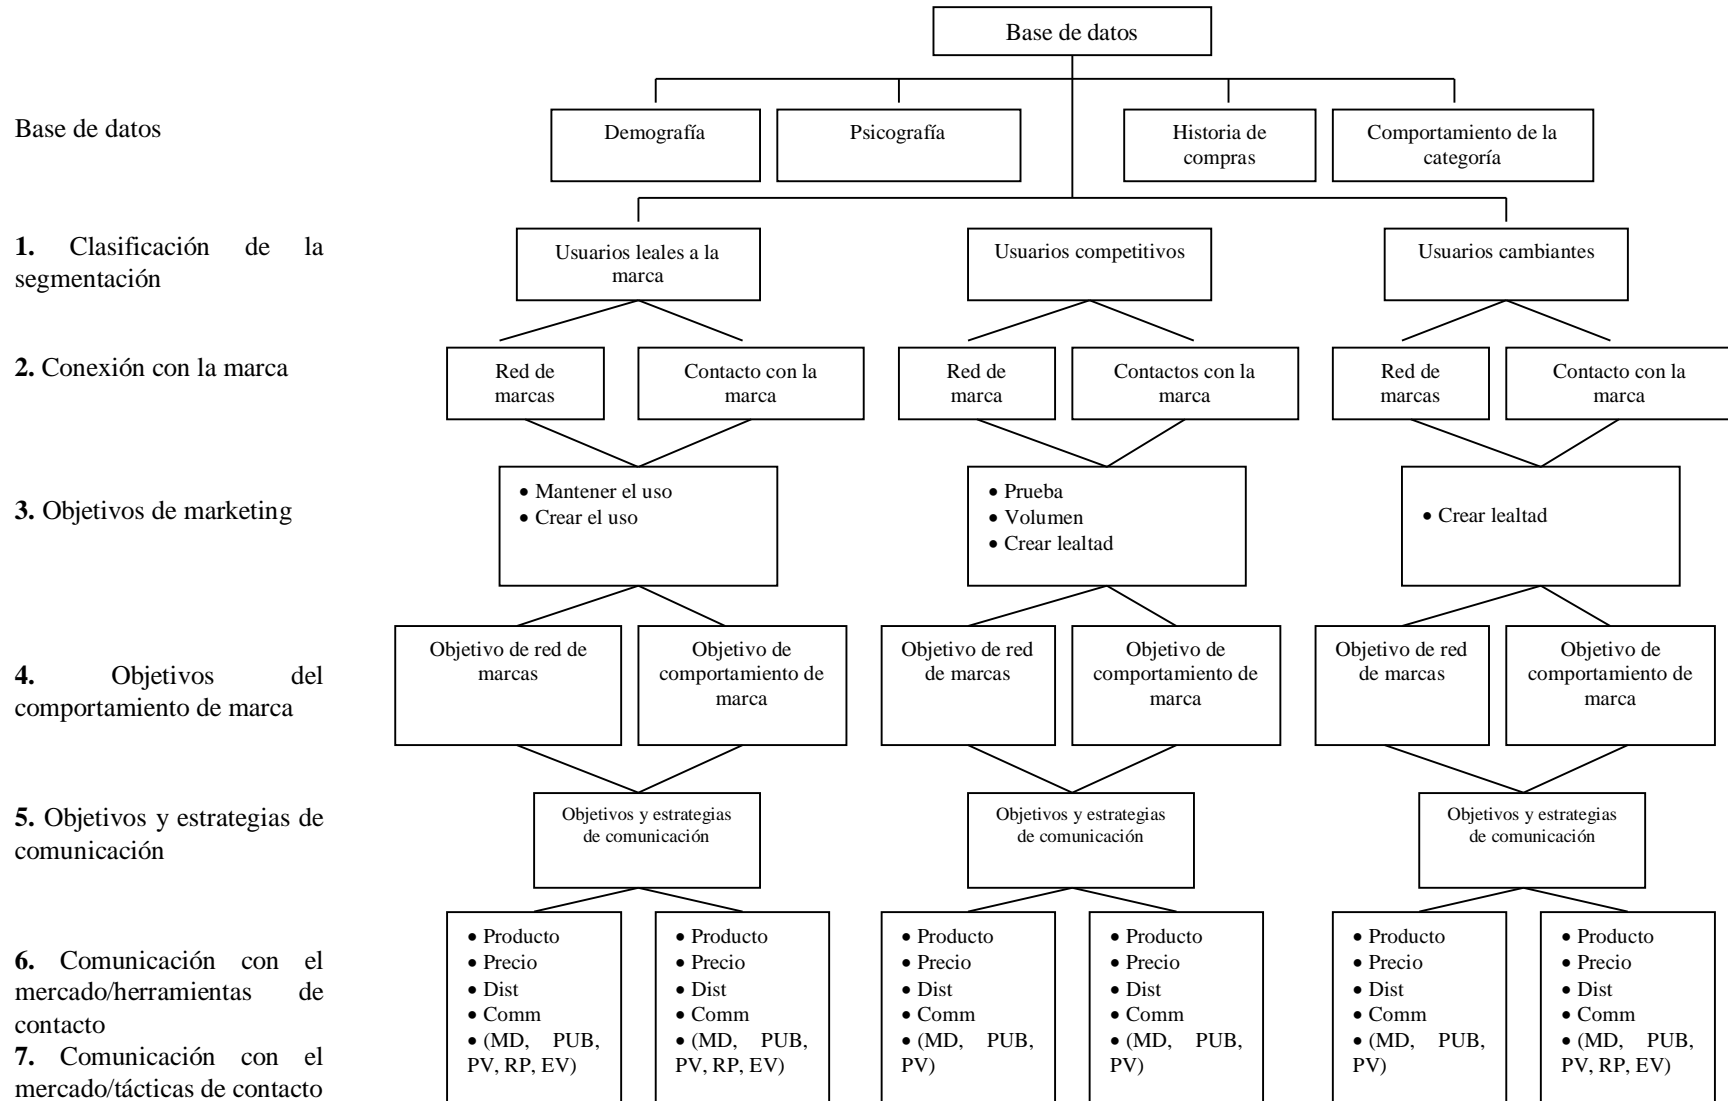 Base de datos
Base de datos
Demografía
Psicografía
Historia de
compras
Comportamiento de la
categoría
1. Clasificación de la
segmentación
Usuarios leales a la
marca
Usuarios competitivos
Usuarios cambiantes
2. Conexión con la marca
Red de
marcas
Contacto con la
marca
Red de
marca
Contactos con la
marca
Red de
marcas
Contacto con la
marca
3. Objetivos de marketing
• Mantener el uso
• Crear el uso
• Prueba
• Volumen
• Crear lealtad
• Crear lealtad
4. Objetivos del
comportamiento de marca
Objetivo de red de
marcas
Objetivo de
comportamiento de
marca
Objetivo de red
de marcas
Objetivo de
comportamiento de
marca
Objetivo de red
de marcas
Objetivo de
comportamiento de
marca
5. Objetivos y estrategias de
comunicación
Objetivos y estrategias
de comunicación
Objetivos y estrategias
de comunicación
Objetivos y estrategias
de comunicación
6. Comunicación con el
mercado/herramientas de
contacto
7. Comunicación con el
mercado/tácticas de contacto
• Producto
• Precio
• Dist
• Comm
• (MD, PUB,
PV, RP, EV)
• Producto
• Precio
• Dist
• Comm
• (MD, PUB,
PV, RP, EV)
• Producto
• Precio
• Dist
• Comm
• (MD, PUB,
PV)
• Producto
• Precio
• Dist
• Comm
• (MD, PUB,
PV)
• Producto
• Precio
• Dist
• Comm
• (MD, PUB,
PV)
• Producto
• Precio
• Dist
• Comm
• (MD, PUB,
PV, RP, EV)